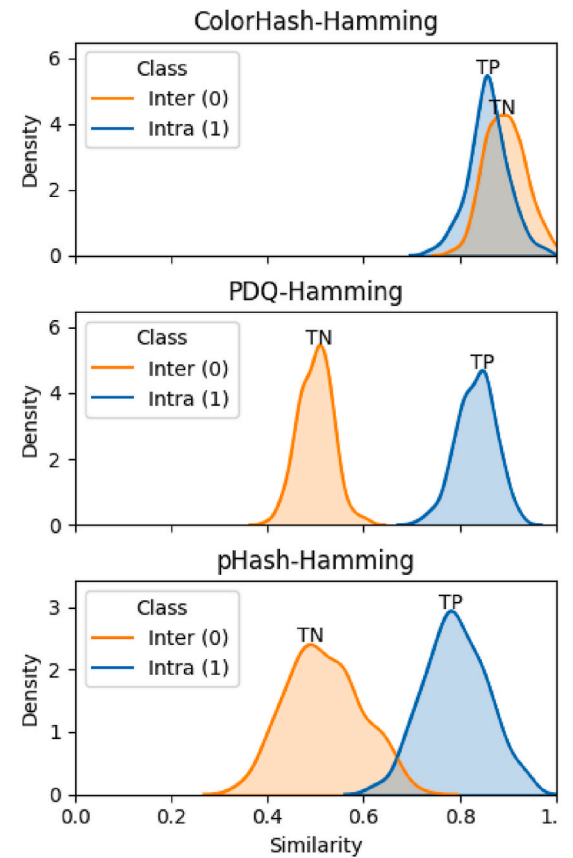 ColorHash-Hamming
6
4
2
0
Density
Class
Inter (0)
Intra (1)
TP
TN
PDQ-Hamming
6
4
2
0
Density
Class
Inter (0)
Intra (1)
TN
TP
pHash-Hamming
3
2
1
0
Density
Class
Inter (0)
Intra (1)
TN
TP
0.0 0.2 0.4 0.6 0.8 1.
Similarity